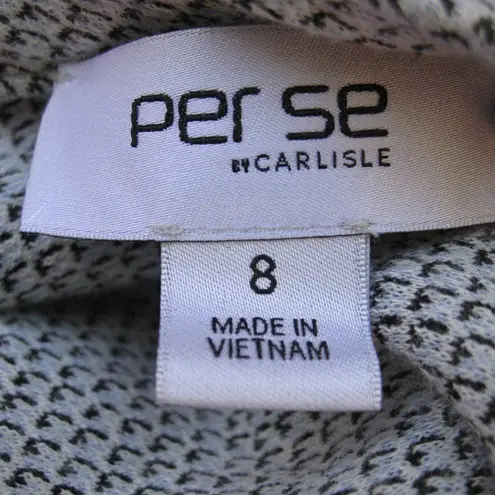 per se
BY CARLISLE
8
MADE IN
VIETNAM